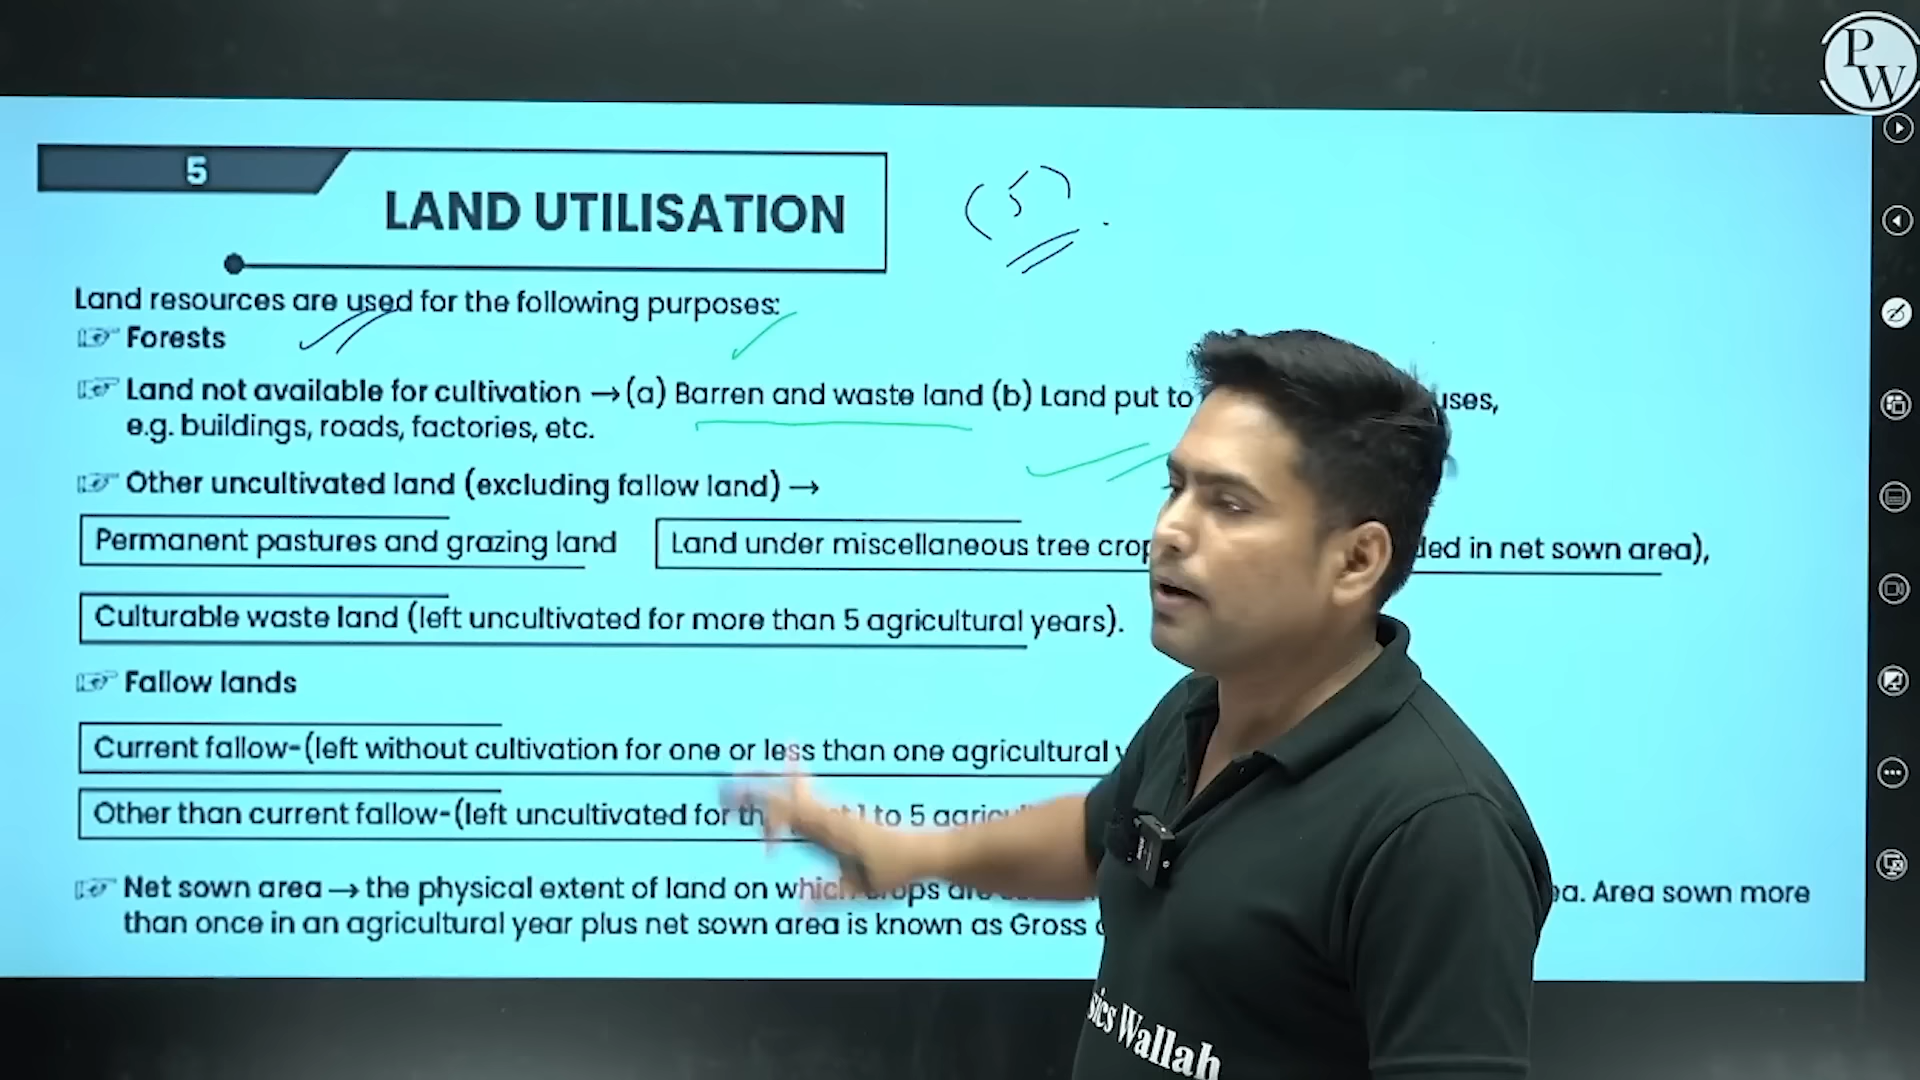 P
W
5
LAND UTILISATION
(5)
Land resources are used for the following purposes:
Forests
Land not available for cultivation → (a) Barren and waste land (b) Land put to uses,
e.g. buildings, roads, factories, etc.
Other uncultivated land (excluding fallow land) →
Permanent pastures and grazing land Land under miscellaneous tree in net sown area),
Culturable waste land (left uncultivated for more than 5 agricultural years).
Fallow lands
Current fallow-(left without cultivation for one or less than one agricultural
Other than current fallow-(left uncultivated for 1 to 5
Net sown area → the physical extent of land on which crops Area sown more
than once in an agricultural year plus net sown area is known as Gross
Wallah